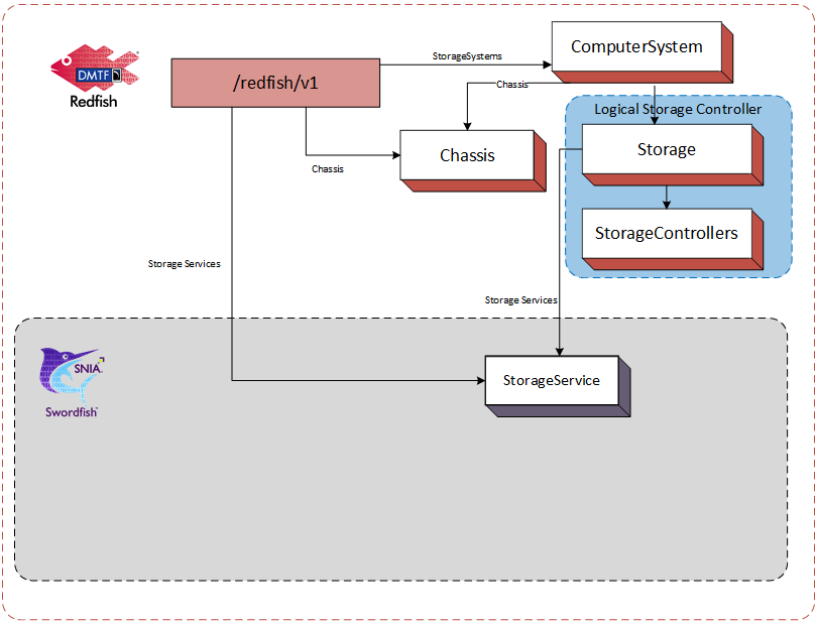 ComputerSystem
StorageSystems
DMTF
Redfish
/redfish/v1
Chassis
Logical Storage Controller
Storage
Chassis
Chassis
StorageControllers
Storage Services
Storage Services
SNIA
Swordfish
StorageService